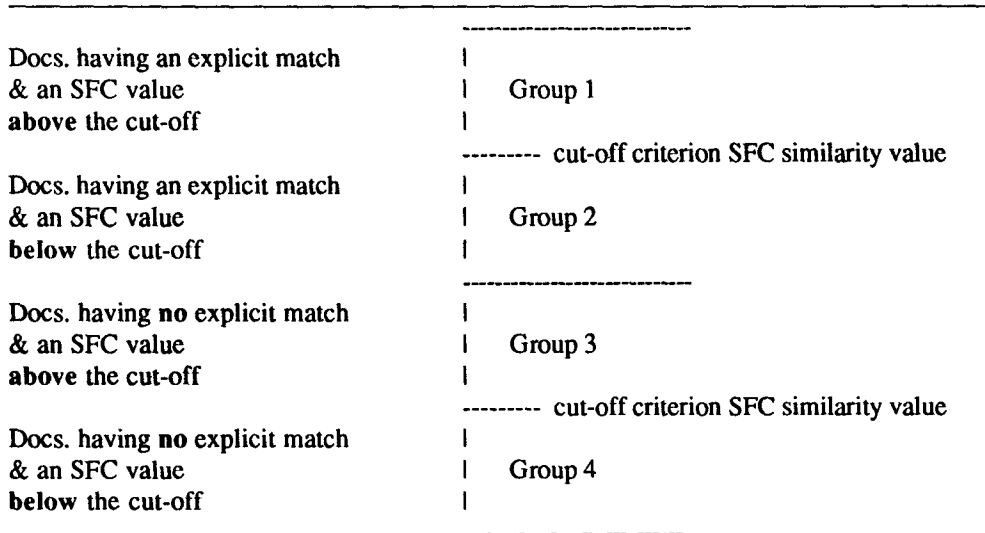 Docs. having an explicit match
& an SFC value
above the cut-off
Group 1
cut-off criterion SFC similarity value
Docs. having an explicit match
& an SFC value
below the cut-off
Group 2
Docs. having no explicit match
& an SFC value
above the cut-off
Group 3
cut-off criterion SFC similarity value
Docs. having no explicit match
& an SFC value
below the cut-off
Group 4